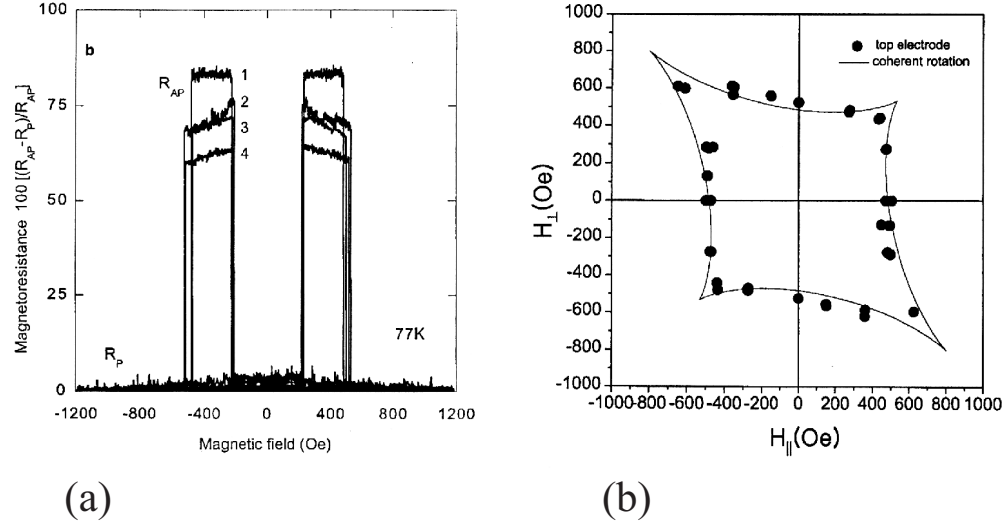 b
Magnetoresistance 100 [(R_AP-R_P)/R_AP]
100
75
50
25
0
R_AP
1
2
3
4
77K
R_P
-1200
-800
-400
0
400
800
1200
Magnetic field (Oe)
(a)
H⊥(Oe)
1000
800
600
400
200
0
-200
-400
-600
-800
-1000
top electrode
coherent rotation
-1000-800 -600 -400 -200 0 200 400 600 800 1000
H||(Oe)
(b)